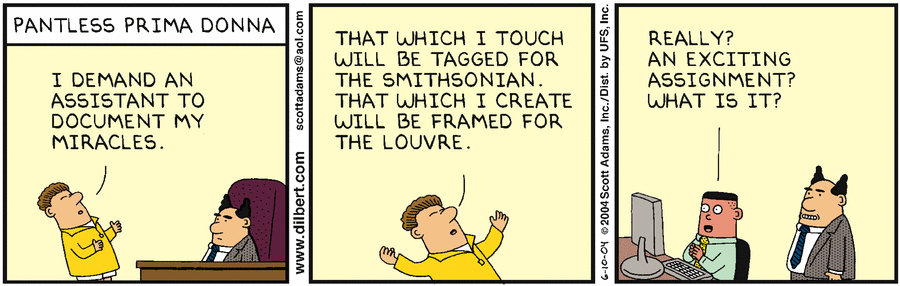 PANTLESS PRIMA DONNA
I DEMAND AN
ASSISTANT TO
DOCUMENT MY
MIRACLES.
www.dilbert.com scottadams@aol.com
THAT WHICH I TOUCH
WILL BE TAGGED FOR
THE SMITHSONIAN.
THAT WHICH I CREATE
WILL BE FRAMED FOR
THE LOUVRE.
6-10-04 © 2004 Scott Adams, Inc./Dist. by UFS, Inc.
REALLY?
AN EXCITING
ASSIGNMENT?
WHAT IS IT?